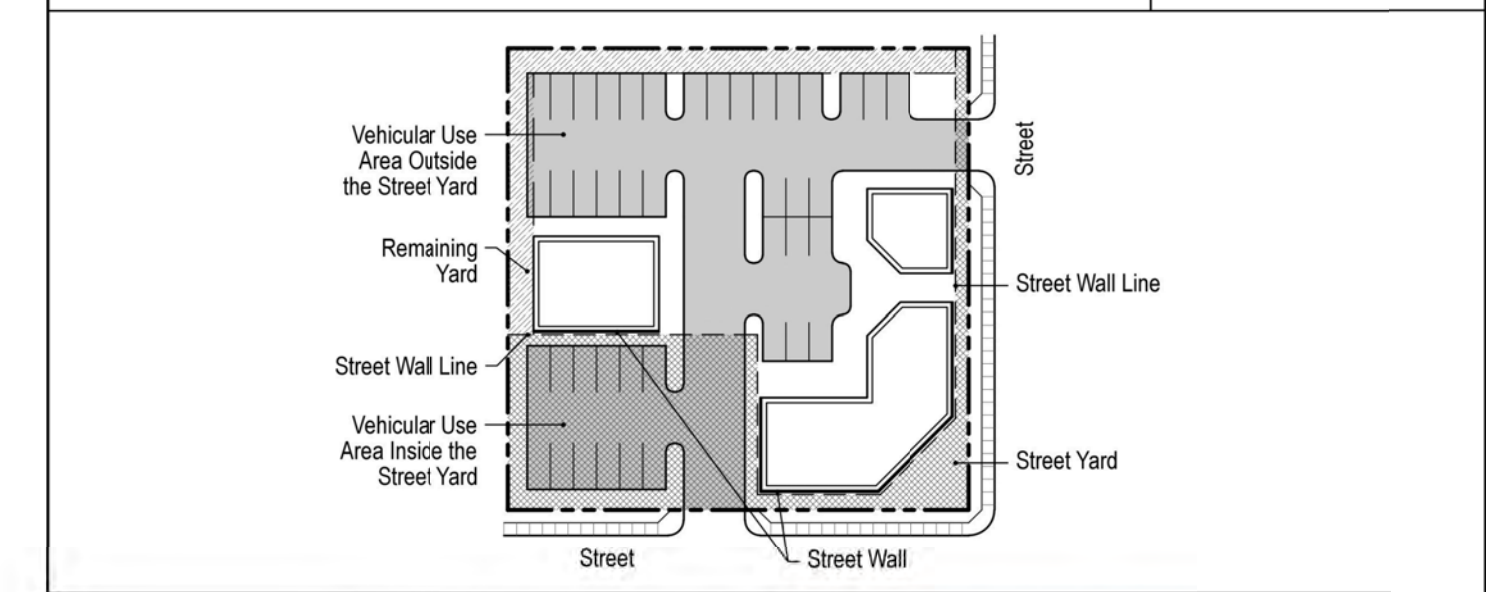 Vehicular Use
Area Outside
the Street Yard
Remaining
Yard
Street Wall Line
Vehicular Use
Area Inside the
Street Yard
Street
Street Wall Line
Street Yard
Street
Street Wall